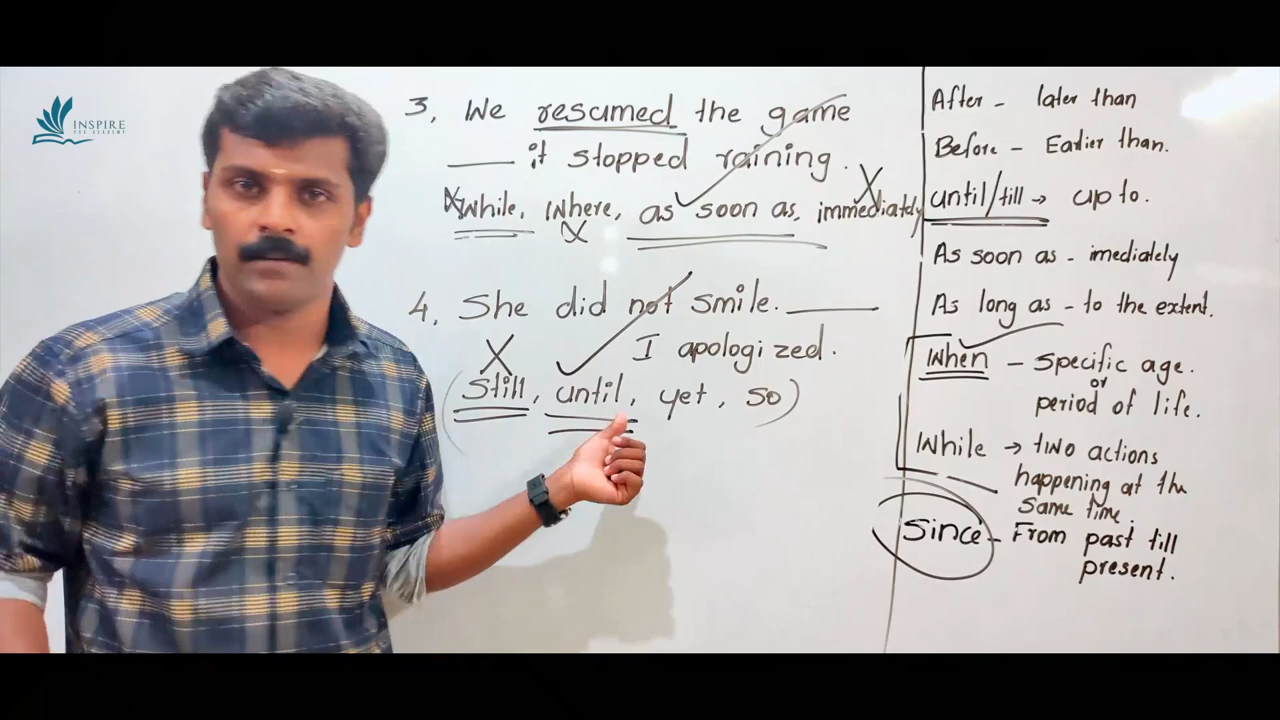 INSPIRE
PSC ACADEMY
3, We resumed the game
___ it stopped raining.
While, Where, as soon as, immediately
4. She did not smile. ___
I apologized.
(Still, until, yet, so)
After - later than
Before - Earlier than.
until/till → up to.
As soon as - imediately
As long as - to the extent.
When - specific age.
or
period of life.
While → two actions
happening at the
same time.
Since - From past till
present.